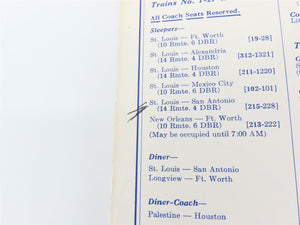 Trains No. 1-21
All Coach Seats Reserved.
Sleepers—
St. Louis — Ft. Worth
(10 Rmte. 6 DBR) [19-28]
St. Louis — Alexandria
(14 Rmte. 4 DBR) [312-1321]
St. Louis — Houston
(14 Rmte. 4 DBR) [211-1220]
St. Louis — Mexico City
(10 Rmte. 6 DBR) [102-101]
St. Louis — San Antonio
(14 Rmte. 4 DBR) [215-228]
New Orleans — Ft. Worth
(10 Rmte. 6 DBR) [213-222]
(May be occupied until 7:00 AM)
Diner—
St. Louis — San Antonio
Longview — Ft. Worth
Diner-Coach—
Palestine — Houston